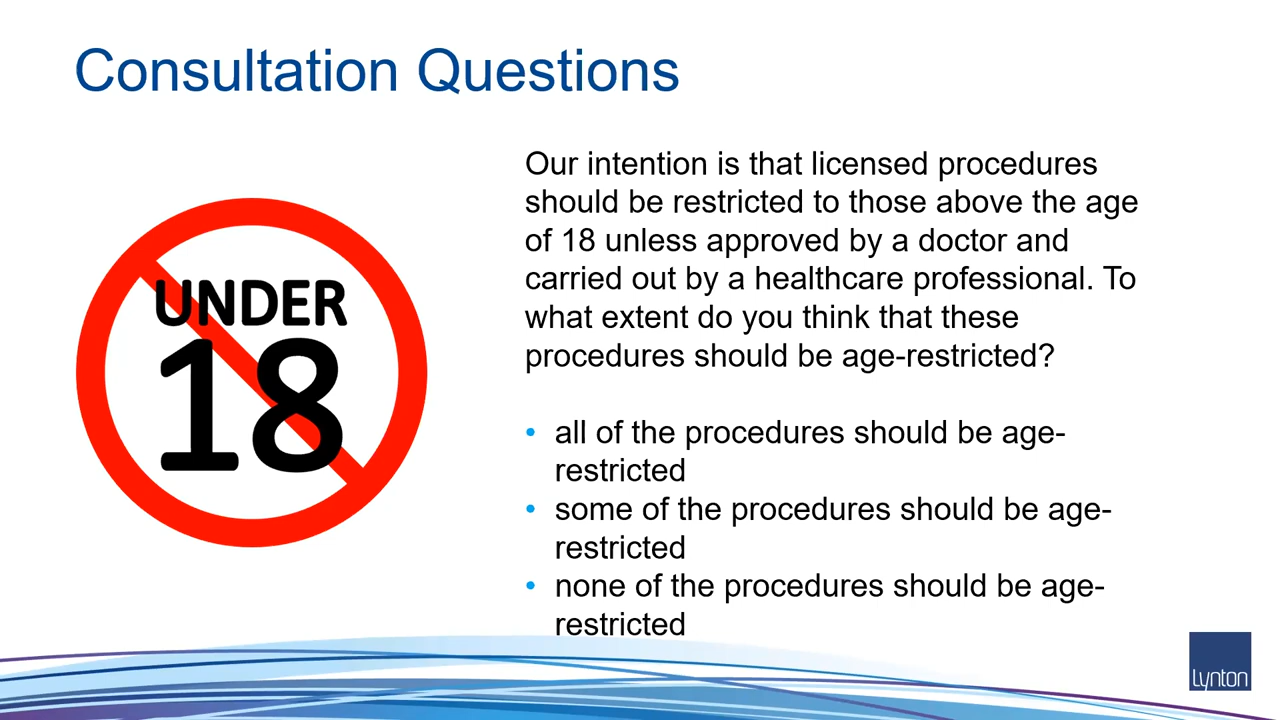 Consultation Questions
UNDER
18
Our intention is that licensed procedures
should be restricted to those above the age
of 18 unless approved by a doctor and
carried out by a healthcare professional. To
what extent do you think that these
procedures should be age-restricted?
• all of the procedures should be age-
restricted
• some of the procedures should be age-
restricted
• none of the procedures should be age-
restricted
Lynton